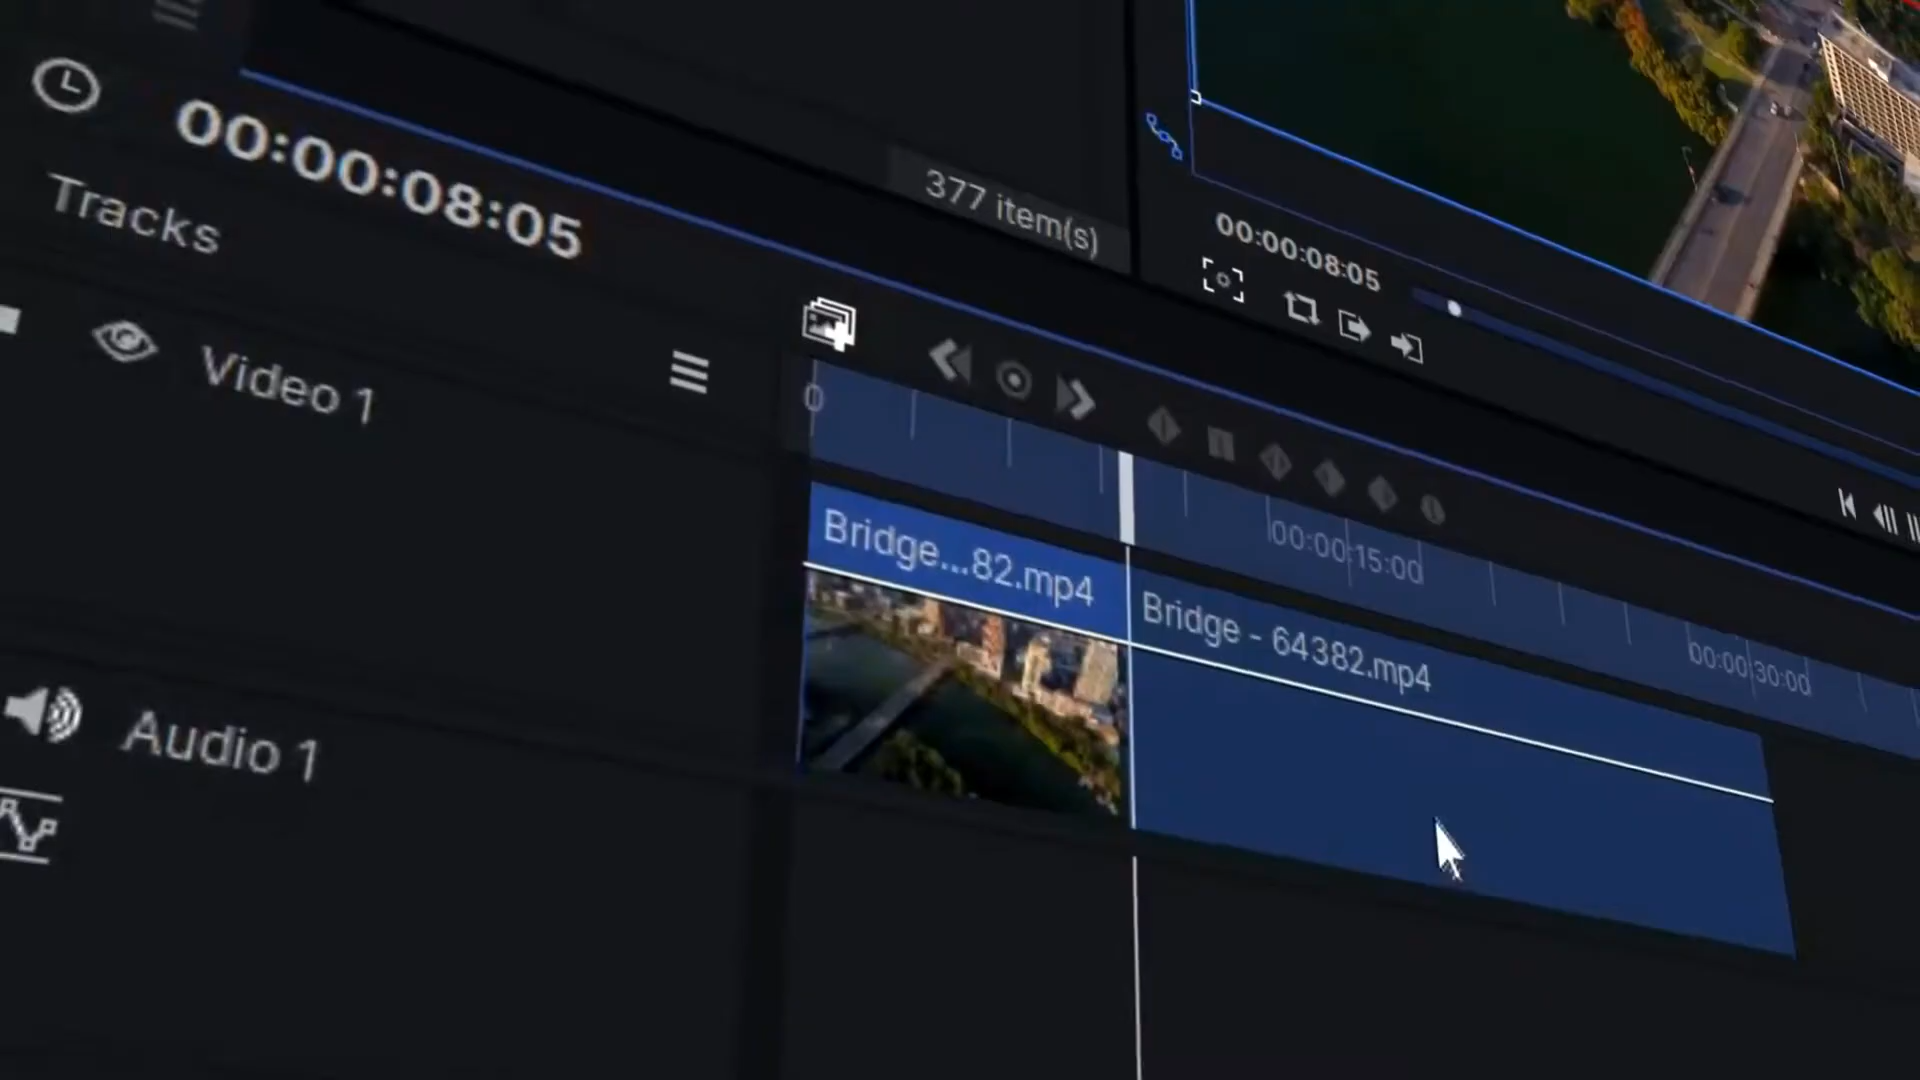 00:00:08:05
377 item(s)
00:00:08:05
Tracks
Video 1
0
00:00:15:00
00:00:30:00
Bridge...82.mp4
Bridge - 64382.mp4
Audio 1